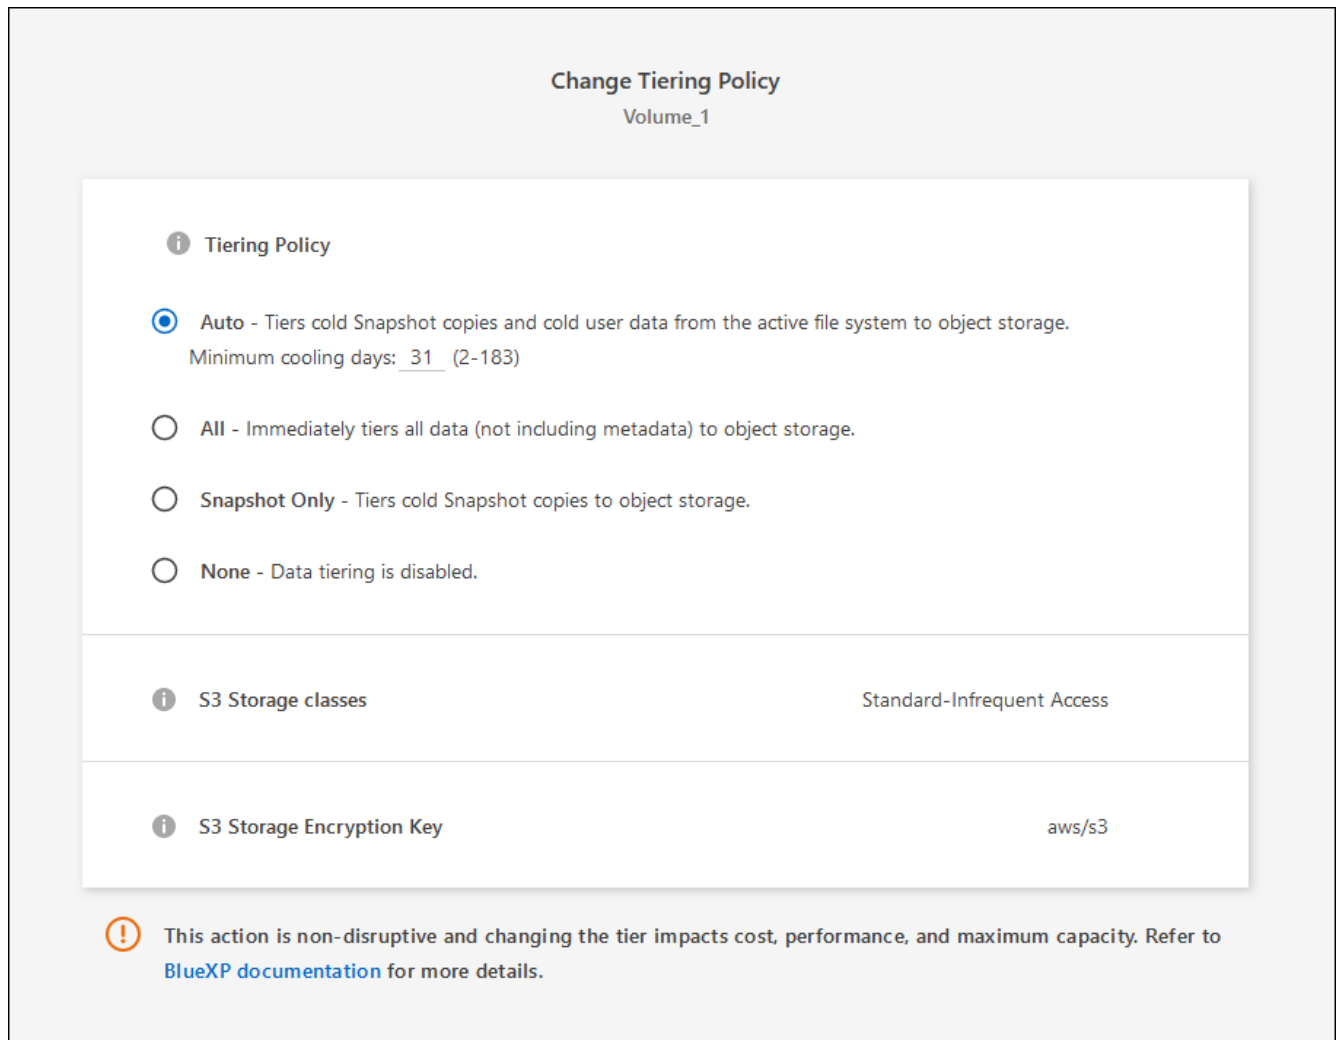 Change Tiering Policy
Volume_1
Tiering Policy
Auto - Tiers cold Snapshot copies and cold user data from the active file system to object storage.
Minimum cooling days: 31 (2-183)
All - Immediately tiers all data (not including metadata) to object storage.
Snapshot Only - Tiers cold Snapshot copies to object storage.
None - Data tiering is disabled.
S3 Storage classes Standard-Infrequent Access
S3 Storage Encryption Key aws/s3
This action is non-disruptive and changing the tier impacts cost, performance, and maximum capacity. Refer to
BlueXP documentation for more details.